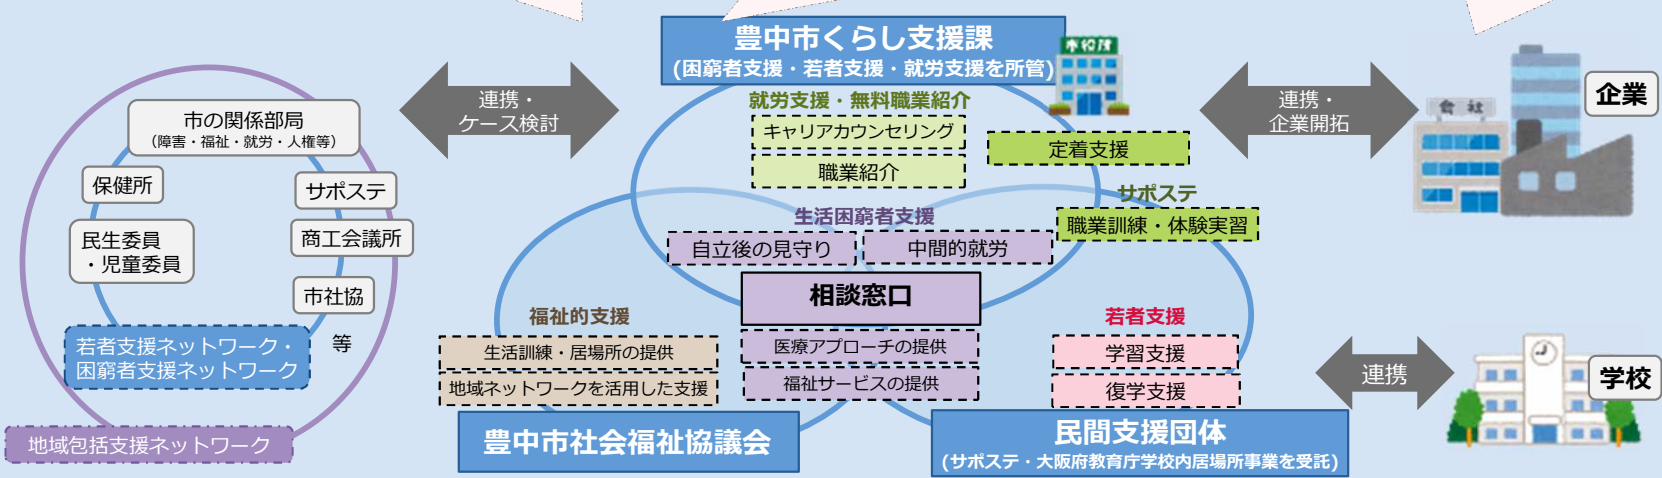 豊中市くらし支援課
(困窮者支援・若者支援・就労支援を所管)
市役所
連携・
ケース検討
連携・
企業開拓
会社
企業
市の関係部局
(障害・福祉・就労・人権等)
保健所
サポステ
民生委員
・児童委員
商工会議所
市社協
若者支援ネットワーク・
困窮者支援ネットワーク
等
地域包括支援ネットワーク
就労支援・無料職業紹介
キャリアカウンセリング
職業紹介
定着支援
サポステ
職業訓練・体験実習
生活困窮者支援
自立後の見守り
中間的就労
相談窓口
医療アプローチの提供
福祉サービスの提供
福祉的支援
生活訓練・居場所の提供
地域ネットワークを活用した支援
豊中市社会福祉協議会
若者支援
学習支援
復学支援
民間支援団体
(サポステ・大阪府教育庁学校内居場所事業を受託)
連携
学校